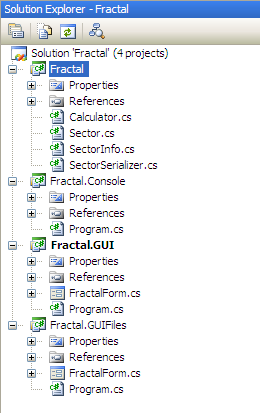 Solution Explorer - Fractal
Solution 'Fractal' (4 projects)
Fractal
Properties
References
Calculator.cs
Sector.cs
SectorInfo.cs
SectorSerializer.cs
Fractal.Console
Properties
References
Program.cs
Fractal.GUI
Properties
References
FractalForm.cs
Program.cs
Fractal.GUIFiles
Properties
References
FractalForm.cs
Program.cs